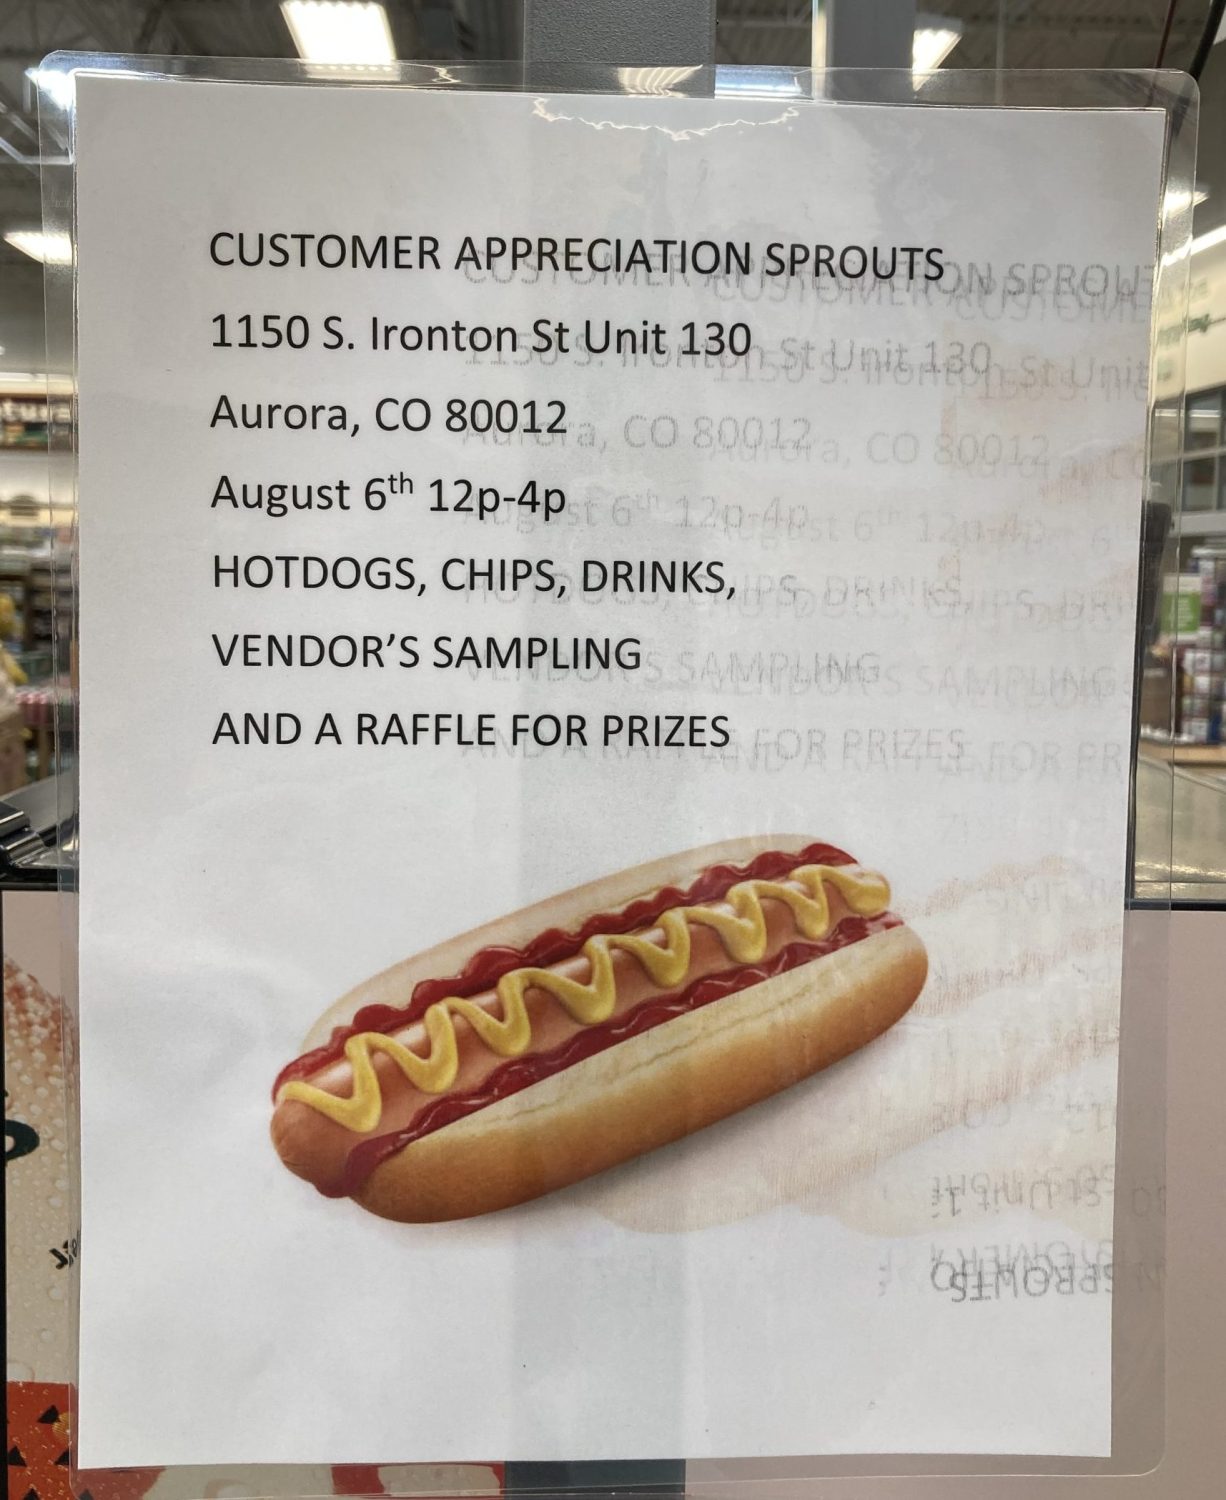 CUSTOMER APPRECIATION SPROUTS
1150 S. Ironton St Unit 130
Aurora, CO 80012
August 6th 12p-4p
HOTDOGS, CHIPS, DRINKS,
VENDOR’S SAMPLING
AND A RAFFLE FOR PRIZES